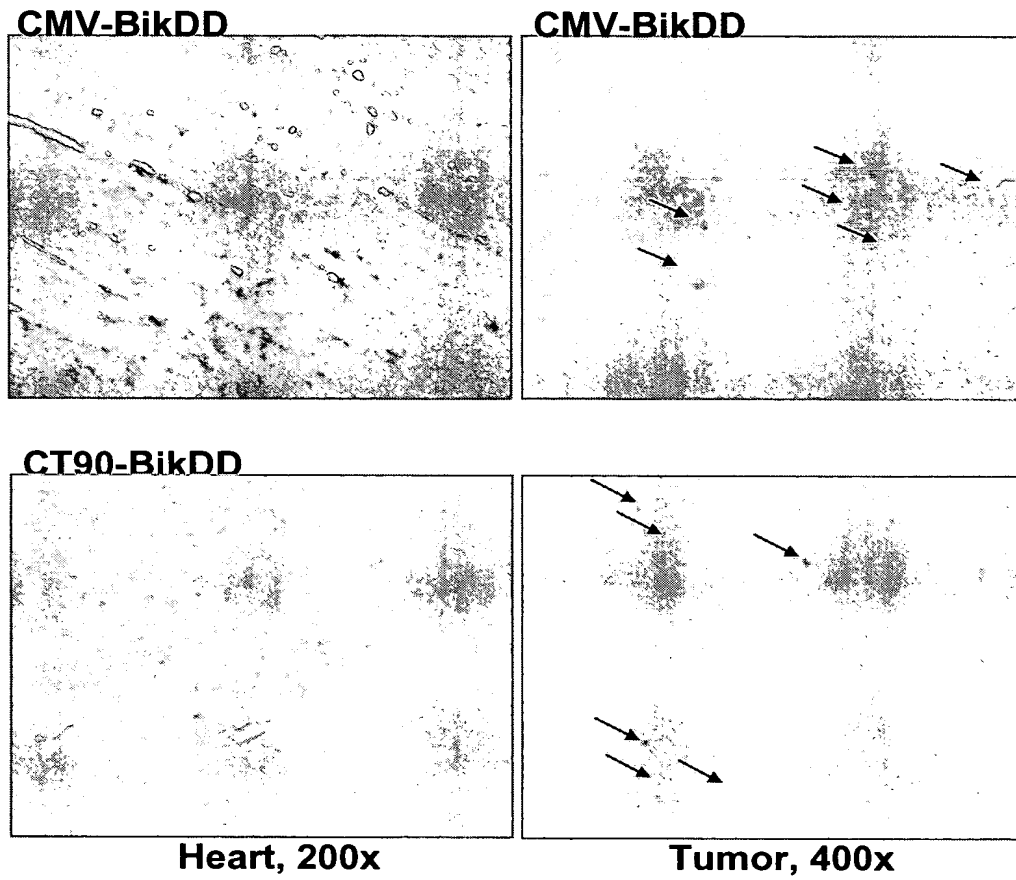 CMV-BikDD
CMV-BikDD
CT90-BikDD
Heart, 200x
Tumor, 400x